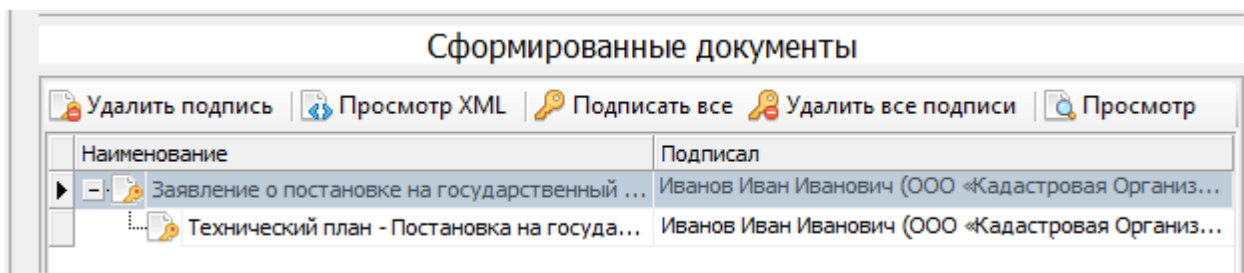 Сформированные документы
Удалить подпись Просмотр XML Подписать все Удалить все подписи Просмотр
Наименование Подписал
Заявление о постановке на государственный ... Иванов Иван Иванович (ООО «Кадастровая Организ...
Технический план - Постановка на госуда... Иванов Иван Иванович (ООО «Кадастровая Организ...